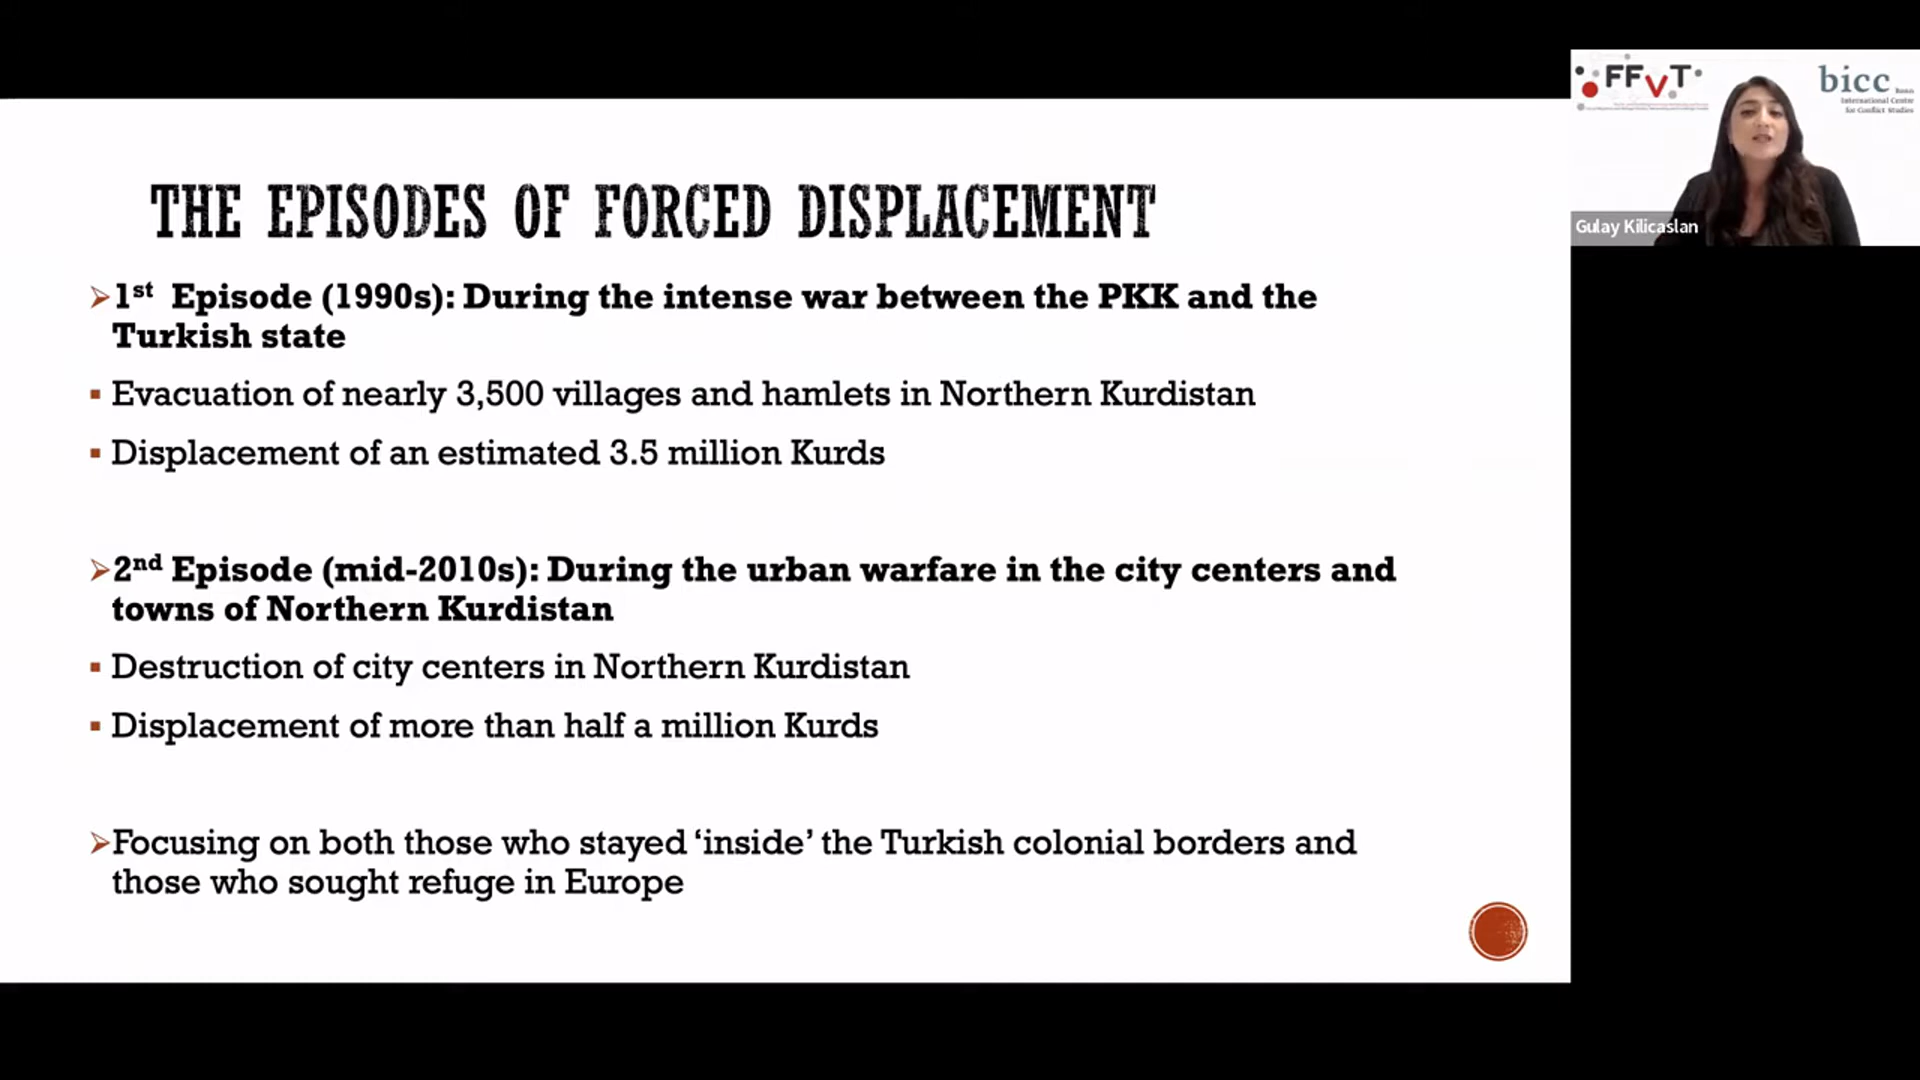 FFVT
bicc Bonn
International Centre
for Conflict Studies
Gulay Kilicaslan
THE EPISODES OF FORCED DISPLACEMENT
1st Episode (1990s): During the intense war between the PKK and the
Turkish state
Evacuation of nearly 3,500 villages and hamlets in Northern Kurdistan
Displacement of an estimated 3.5 million Kurds
2nd Episode (mid-2010s): During the urban warfare in the city centers and
towns of Northern Kurdistan
Destruction of city centers in Northern Kurdistan
Displacement of more than half a million Kurds
Focusing on both those who stayed ‘inside’ the Turkish colonial borders and
those who sought refuge in Europe